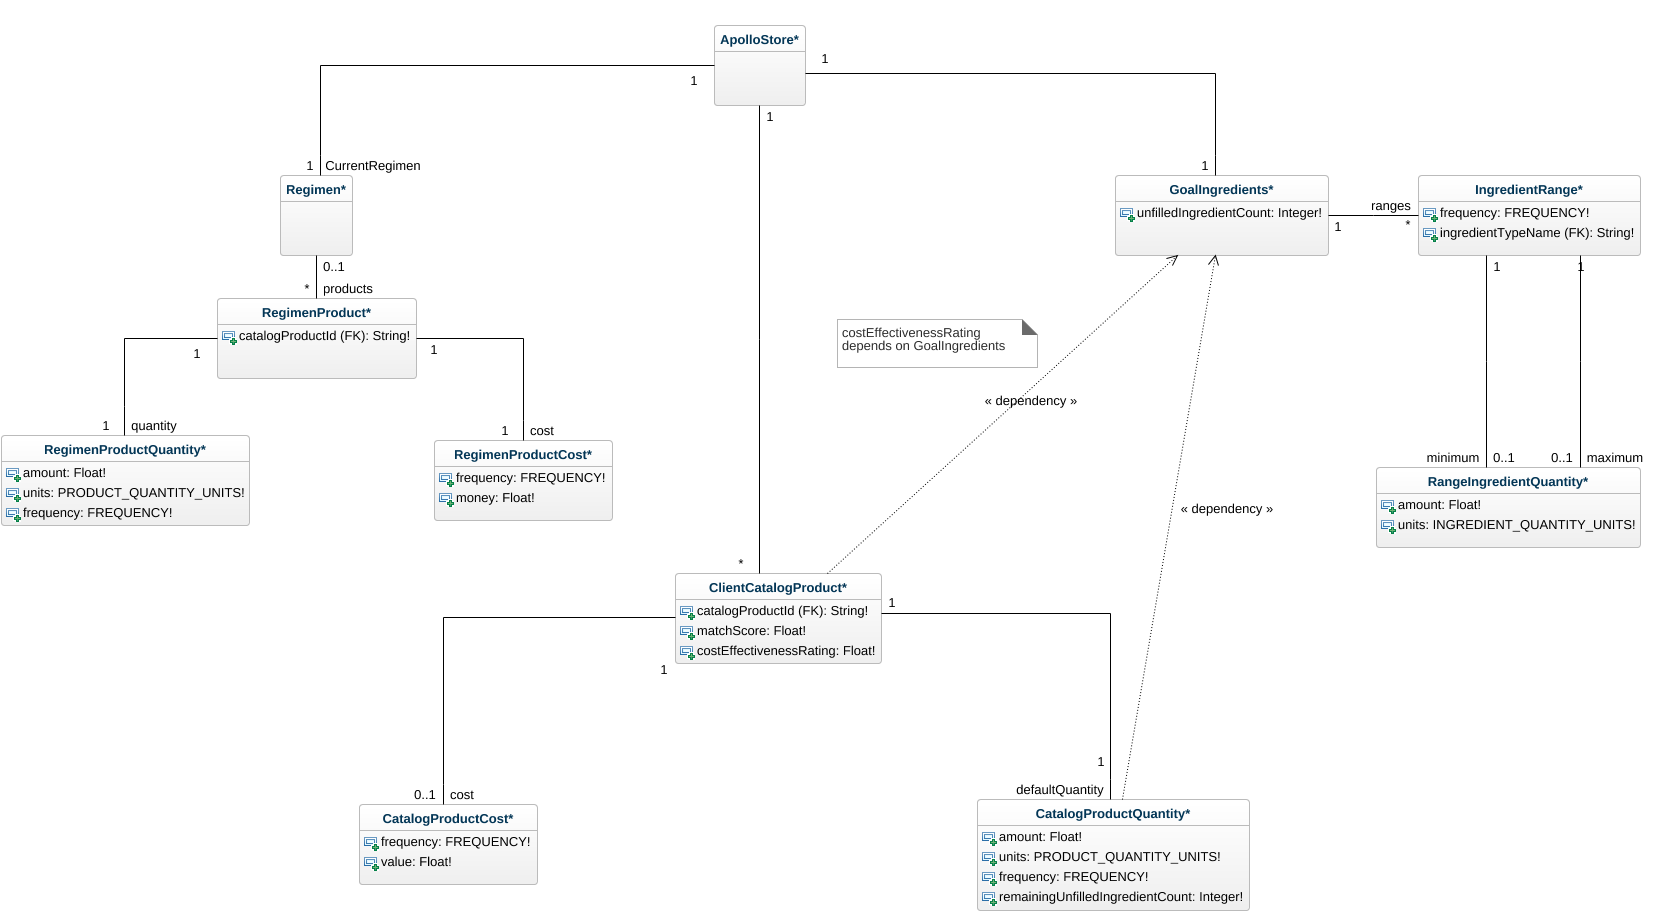 ApolloStore*
1
1
1
1 CurrentRegimen
Regimen*
0..1
* products
RegimenProduct*
catalogProductId (FK): String!
1
1
1 quantity
1 cost
RegimenProductQuantity*
amount: Float!
units: PRODUCT_QUANTITY_UNITS!
frequency: FREQUENCY!
RegimenProductCost*
frequency: FREQUENCY!
money: Float!
1
GoalIngredients*
unfilledIngredientCount: Integer!
ranges
1
*
IngredientRange*
frequency: FREQUENCY!
ingredientTypeName (FK): String!
1
1
costEffectivenessRating
depends on GoalIngredients
« dependency »
« dependency »
minimum 0..1
0..1 maximum
RangeIngredientQuantity*
amount: Float!
units: INGREDIENT_QUANTITY_UNITS!
*
ClientCatalogProduct*
catalogProductId (FK): String!
matchScore: Float!
costEffectivenessRating: Float!
1
1
0..1 cost
CatalogProductCost*
frequency: FREQUENCY!
value: Float!
1
defaultQuantity
CatalogProductQuantity*
amount: Float!
units: PRODUCT_QUANTITY_UNITS!
frequency: FREQUENCY!
remainingUnfilledIngredientCount: Integer!